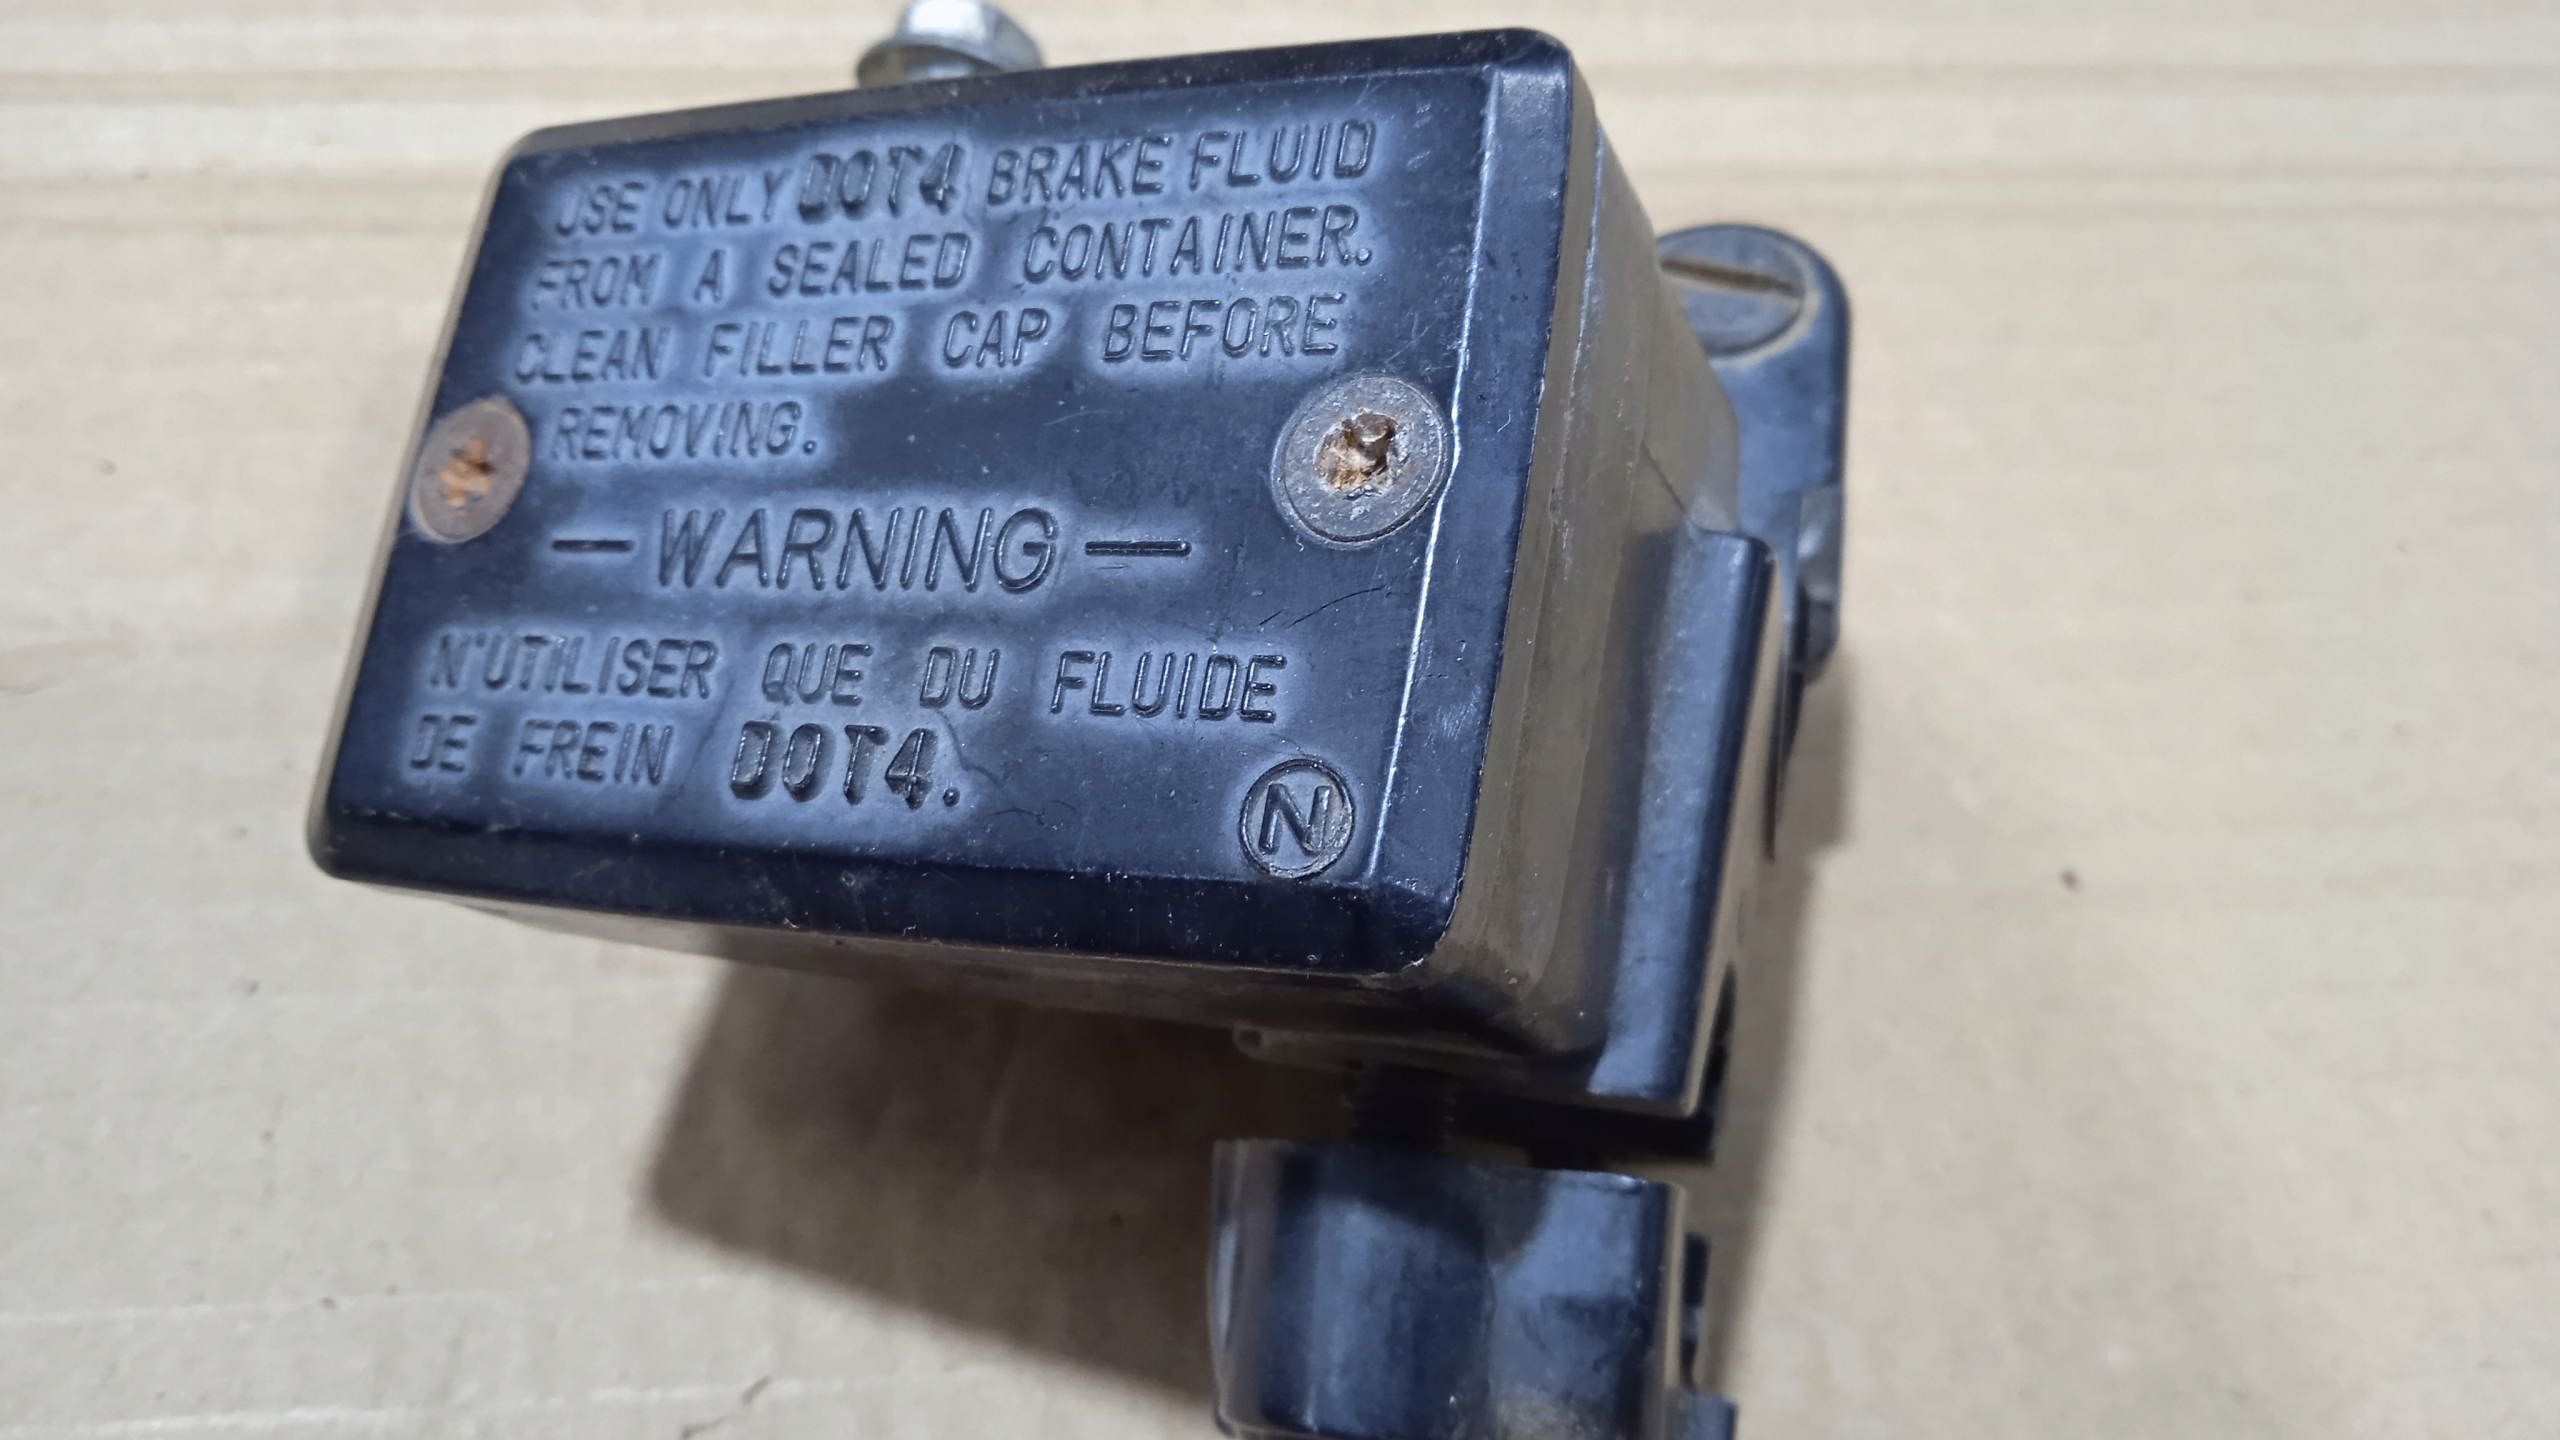 USE ONLY DOT4 BRAKE FLUID
FROM A SEALED CONTAINER.
CLEAN FILLER CAP BEFORE
REMOVING.
— WARNING —
N'UTILISER QUE DU FLUIDE
DE FREIN DOT4.
N